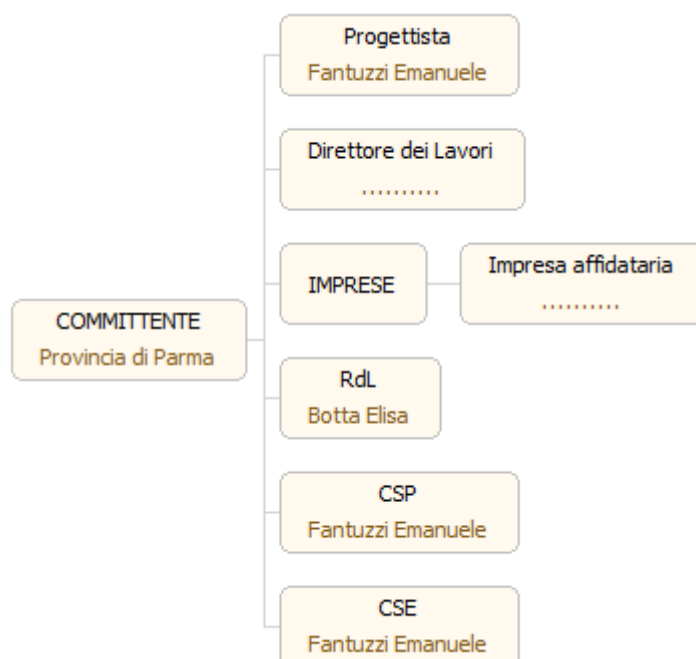 Progettista
Fantuzzi Emanuele
Direttore dei Lavori
..........
IMPRESE
Impresa affidataria
..........
COMMITTENTE
Provincia di Parma
RdL
Botta Elisa
CSP
Fantuzzi Emanuele
CSE
Fantuzzi Emanuele